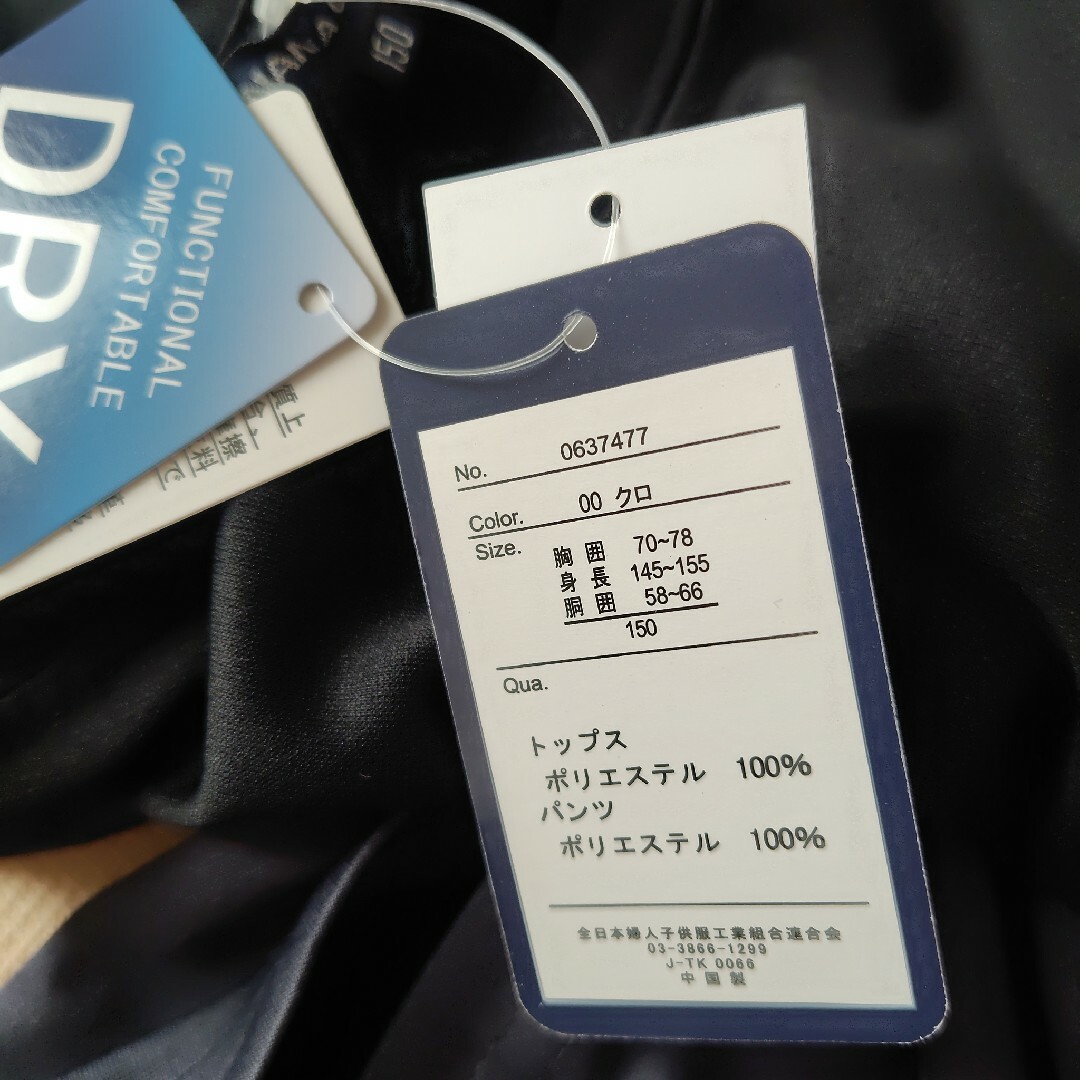 150
DRY
FUNCTIONAL
COMFORTABLE
質上
No. 0637477
Color. 00 クロ
Size. 胸囲 70~78
身長 145~155
胴囲 58~66
150
Qua.
トップス
ポリエステル 100%
パンツ
ポリエステル 100%
全日本婦人子供服工業組合連合会
03-3866-1299
J-TK 0066
中国製